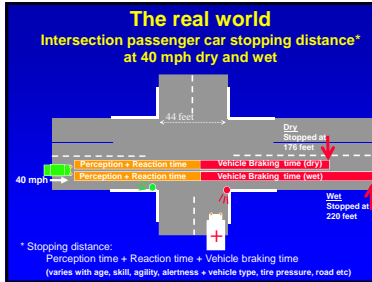 The real world
Intersection passenger car stopping distance*
at 40 mph dry and wet
44 feet
Dry
Stopped at
176 feet
Perception + Reaction time
Vehicle Braking time (dry)
40 mph
Perception + Reaction time
Vehicle Braking time (wet)
Wet
Stopped at
220 feet
* Stopping distance:
Perception time + Reaction time + Vehicle braking time
(varies with age, skill, agility, alertness + vehicle type, tire pressure, road etc)